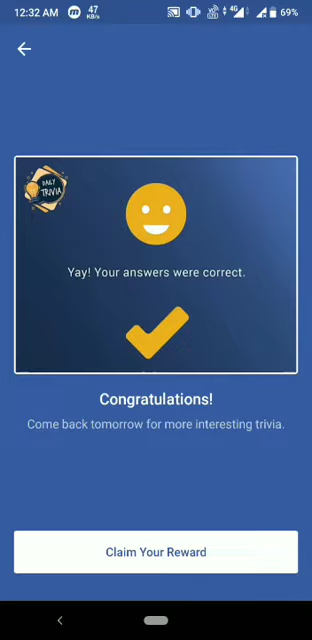 12:32 AM
47
KB/s
4G
69%
DAILY
TRIVIA
Yay! Your answers were correct.
Congratulations!
Come back tomorrow for more interesting trivia.
Claim Your Reward